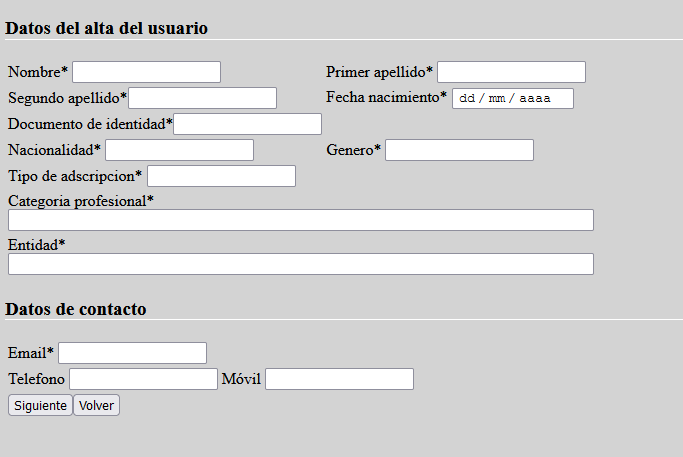 Datos del alta del usuario
Nombre* Primer apellido*
Segundo apellido* Fecha nacimiento* dd / mm / aaaa
Documento de identidad*
Nacionalidad* Genero*
Tipo de adscripcion*
Categoria profesional*
Entidad*
Datos de contacto
Email*
Telefono Móvil
Siguiente Volver